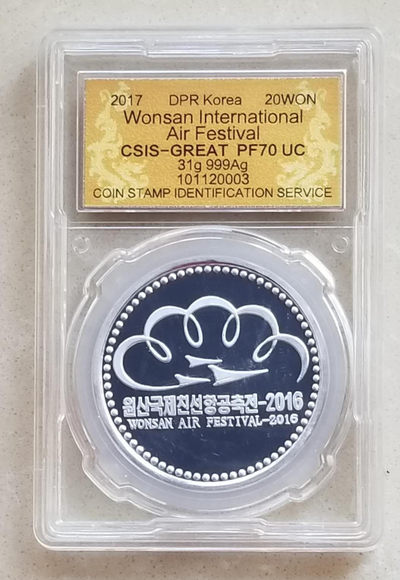 2017 DPR Korea 20WON
Wonsan International
Air Festival
CSIS-GREAT PF70 UC
31g 999Ag
101120003
COIN STAMP IDENTIFICATION SERVICE
원산국제친선항공축전-2016
WONSAN AIR FESTIVAL-2016